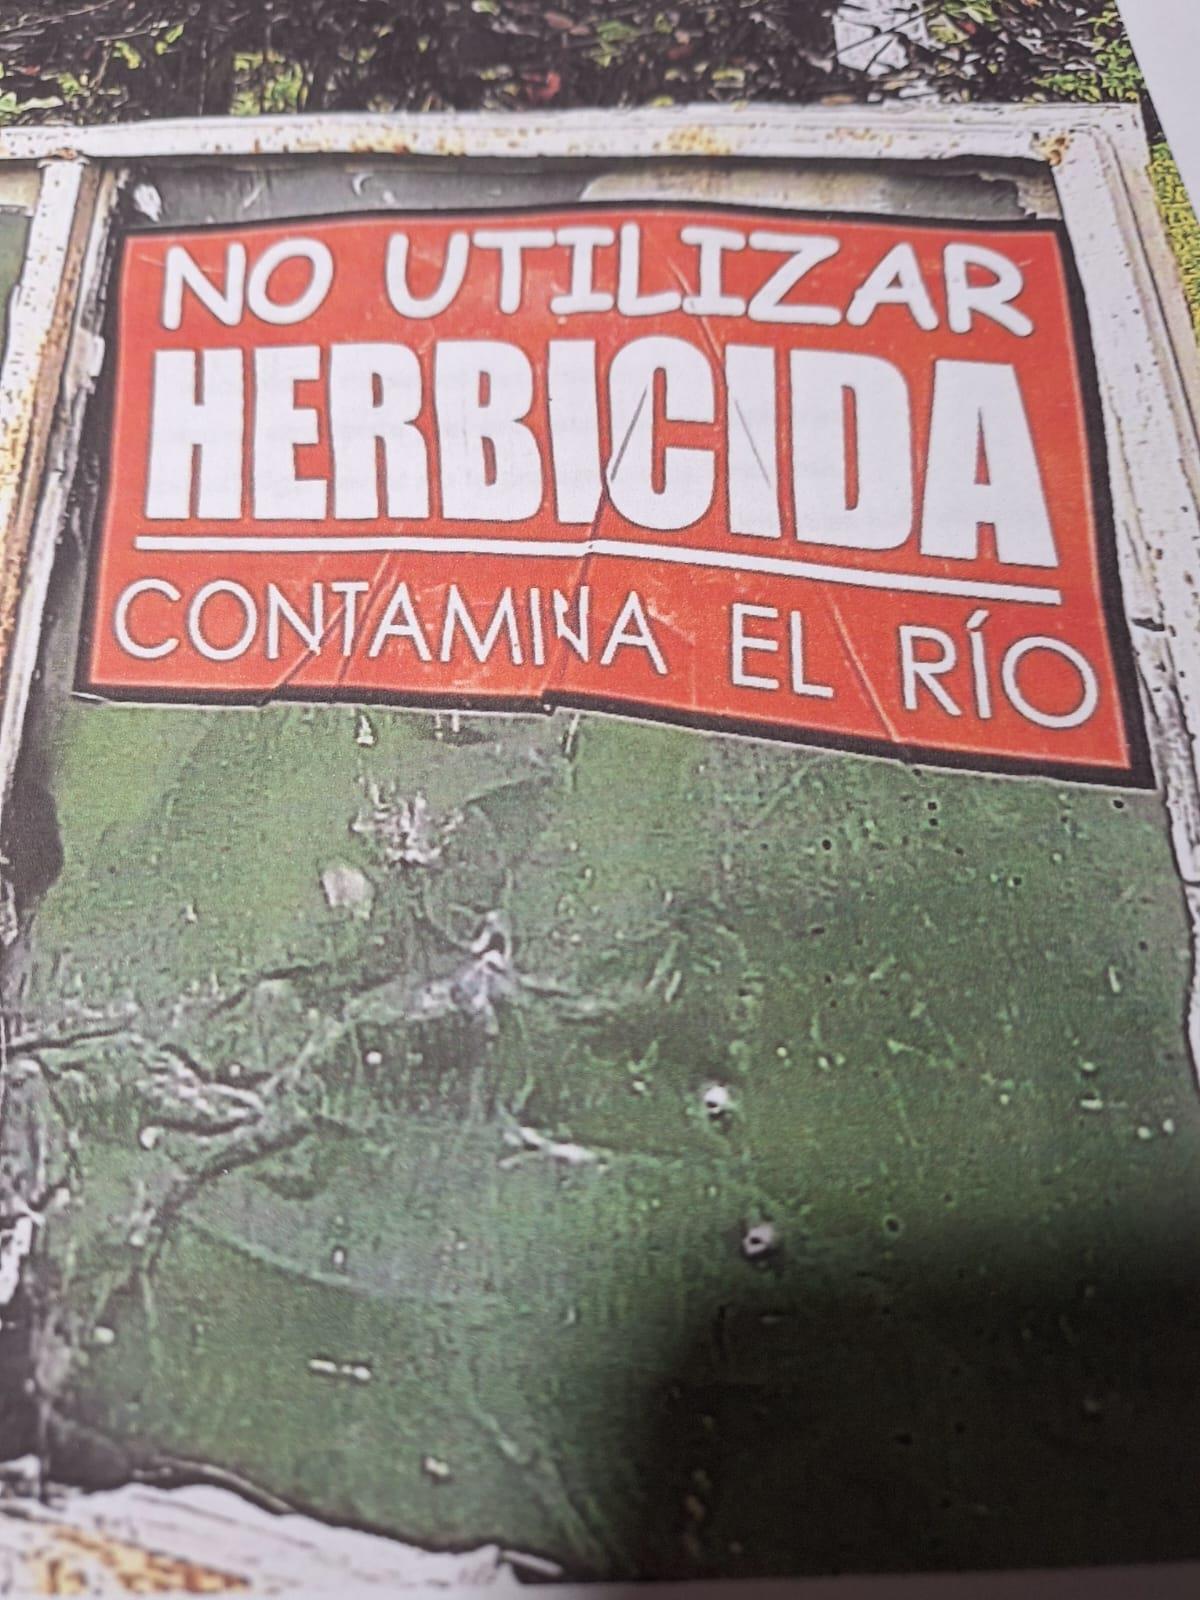 NO UTILIZAR
HERBICIDA
CONTAMINA EL RÍO